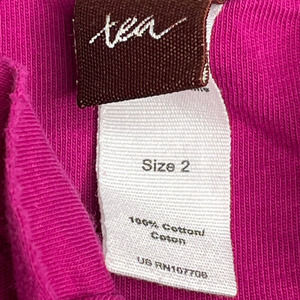 tea
Size 2
100% Cotton/
Coton
US RN107706